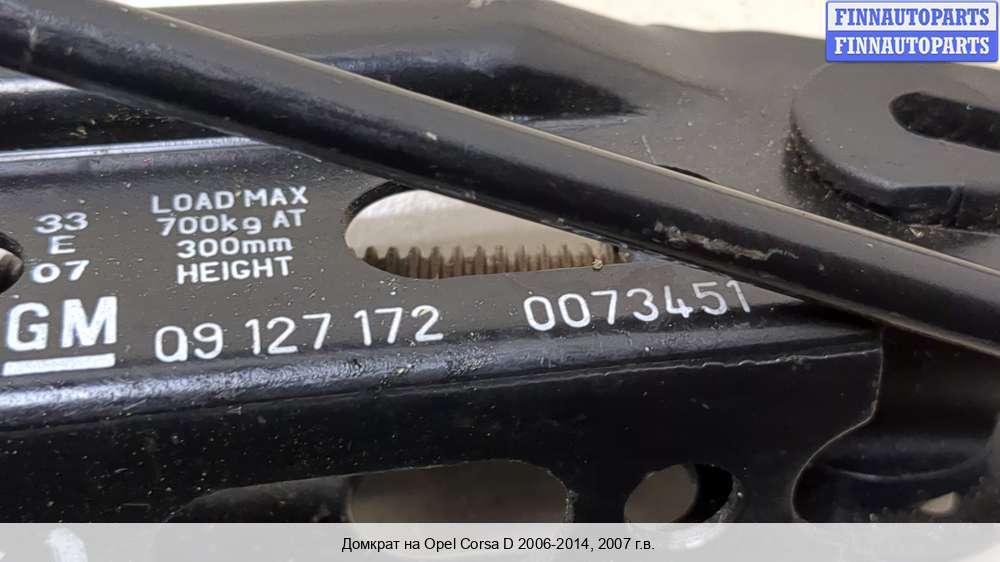 FINNAUTOPARTS
FINNAUTOPARTS
33
E
07
LOAD MAX
700kg AT
300mm
HEIGHT
GM
09 127 172
0073451
Домкрат на Opel Corsa D 2006-2014, 2007 г.в.